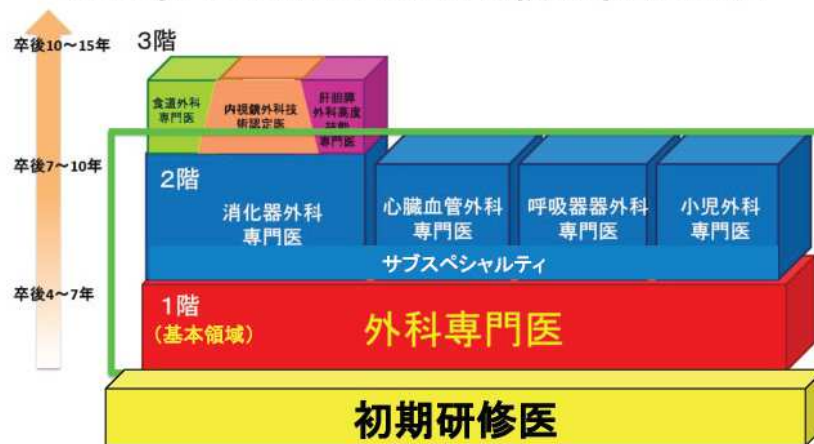 卒後10～15年
3階
食道外科
専門医
内視鏡外科技
術認定医
肝胆膵
外科高度
技能
専門医
卒後7～10年
2階
消化器外科
専門医
心臓血管外科
専門医
呼吸器器外科
専門医
小児外科
専門医
サブスペシャルティ
卒後4～7年
1階
(基本領域)
外科専門医
初期研修医